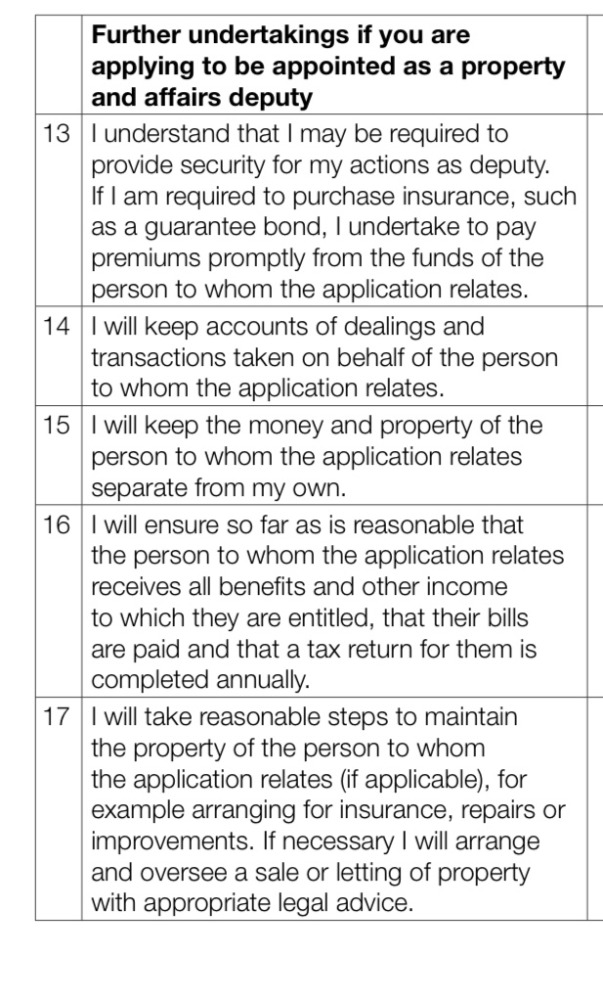 Further undertakings if you are
applying to be appointed as a property
and affairs deputy
13 I understand that I may be required to
provide security for my actions as deputy.
If I am required to purchase insurance, such
as a guarantee bond, I undertake to pay
premiums promptly from the funds of the
person to whom the application relates.
14 I will keep accounts of dealings and
transactions taken on behalf of the person
to whom the application relates.
15 I will keep the money and property of the
person to whom the application relates
separate from my own.
16 I will ensure so far as is reasonable that
the person to whom the application relates
receives all benefits and other income
to which they are entitled, that their bills
are paid and that a tax return for them is
completed annually.
17 I will take reasonable steps to maintain
the property of the person to whom
the application relates (if applicable), for
example arranging for insurance, repairs or
improvements. If necessary I will arrange
and oversee a sale or letting of property
with appropriate legal advice.